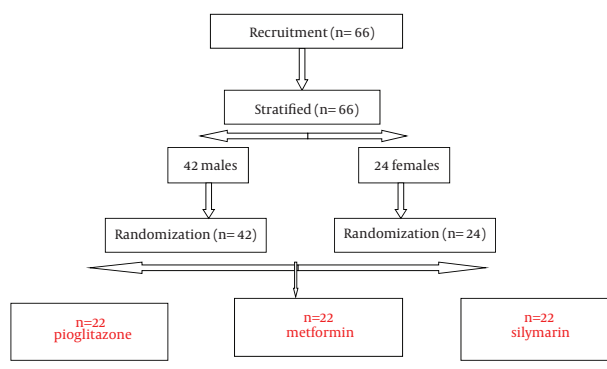 Recruitment (n= 66)
Stratified (n= 66)
42 males
24 females
Randomization (n= 42)
Randomization (n= 24)
n=22
pioglitazone
n=22
metformin
n=22
silymarin